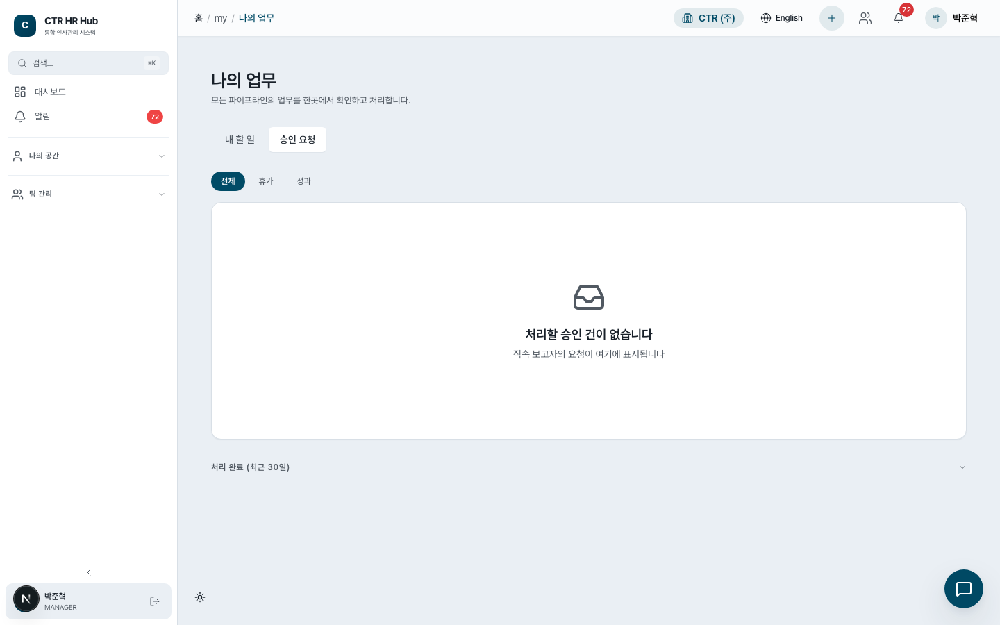 C
CTR HR Hub
통합 인사관리 시스템
검색...
⌘K
대시보드
알림
72
나의 공간
팀 관리
박준혁
MANAGER
홈 / my / 나의 업무
CTR (주)
English
72
박
박준혁
나의 업무
모든 파이프라인의 업무를 한곳에서 확인하고 처리합니다.
내 할 일
승인 요청
전체
휴가
성과
처리할 승인 건이 없습니다
직속 보고자의 요청이 여기에 표시됩니다
처리 완료 (최근 30일)